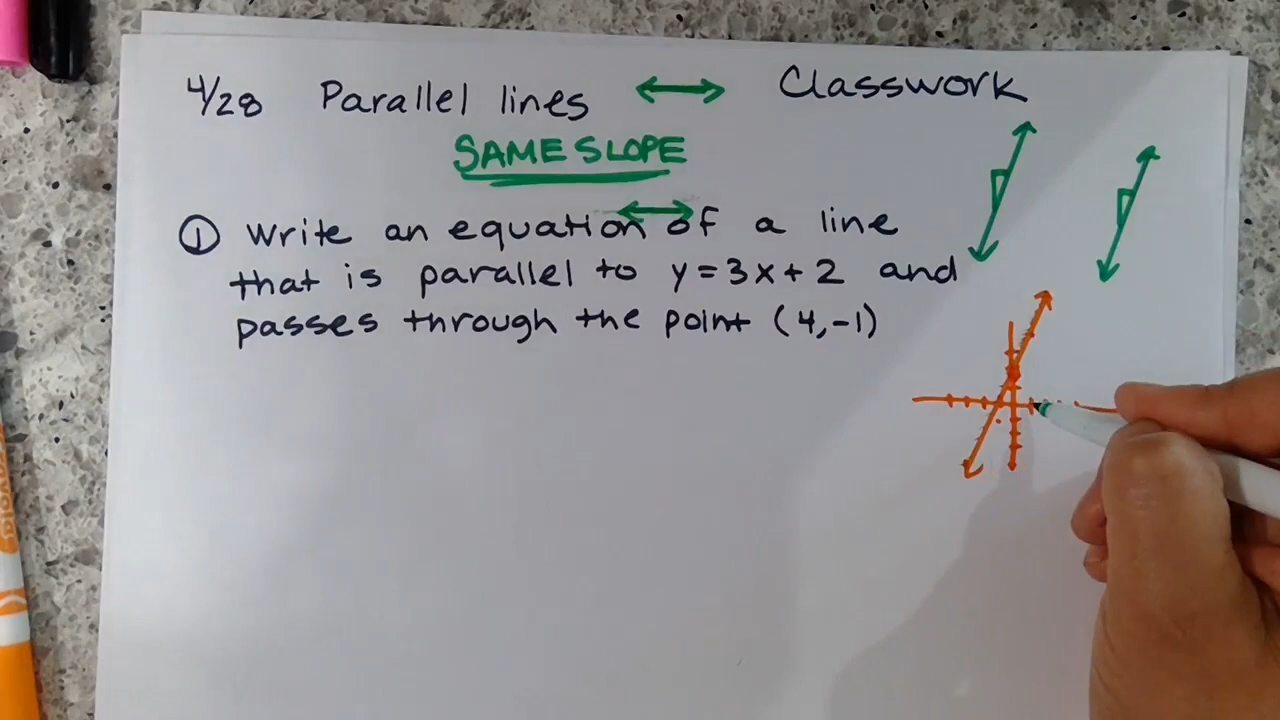 4/28 Parallel lines Classwork
SAME SLOPE
① Write an equation of a line
that is parallel to y=3x+2 and
passes through the point (4,-1)